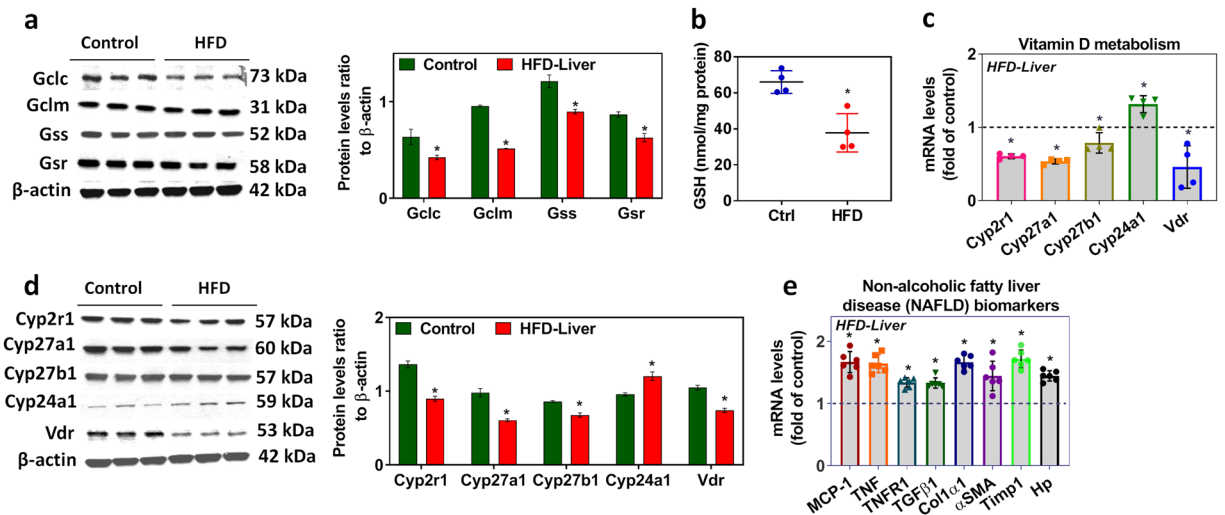 a
Control HFD
Gclc 73 kDa
Gclm 31 kDa
Gss 52 kDa
Gsr 58 kDa
β-actin 42 kDa
Protein levels ratio
to β-actin
2
1
0
Control HFD-Liver
* * * *
Gclc Gclm Gss Gsr
b
GSH (nmol/mg protein)
80
60
40
20
0
*
Ctrl HFD
c
Vitamin D metabolism
HFD-Liver
mRNA levels
(fold of control)
2
1
0
* * * * *
Cyp2r1 Cyp27a1 Cyp27b1 Cyp24a1 Vdr
d
Control HFD
Cyp2r1 57 kDa
Cyp27a1 60 kDa
Cyp27b1 57 kDa
Cyp24a1 59 kDa
Vdr 53 kDa
β-actin 42 kDa
Protein levels ratio
to β-actin
2
1
0
Control HFD-Liver
* * * * *
Cyp2r1 Cyp27a1 Cyp27b1 Cyp24a1 Vdr
e
Non-alcoholic fatty liver
disease (NAFLD) biomarkers
HFD-Liver
mRNA levels
(fold of control)
2
1
0
* * * * * * * *
MCP-1 TNF TNFR1 TGFβ1 Col1α1 αSMA Timp1 Hp